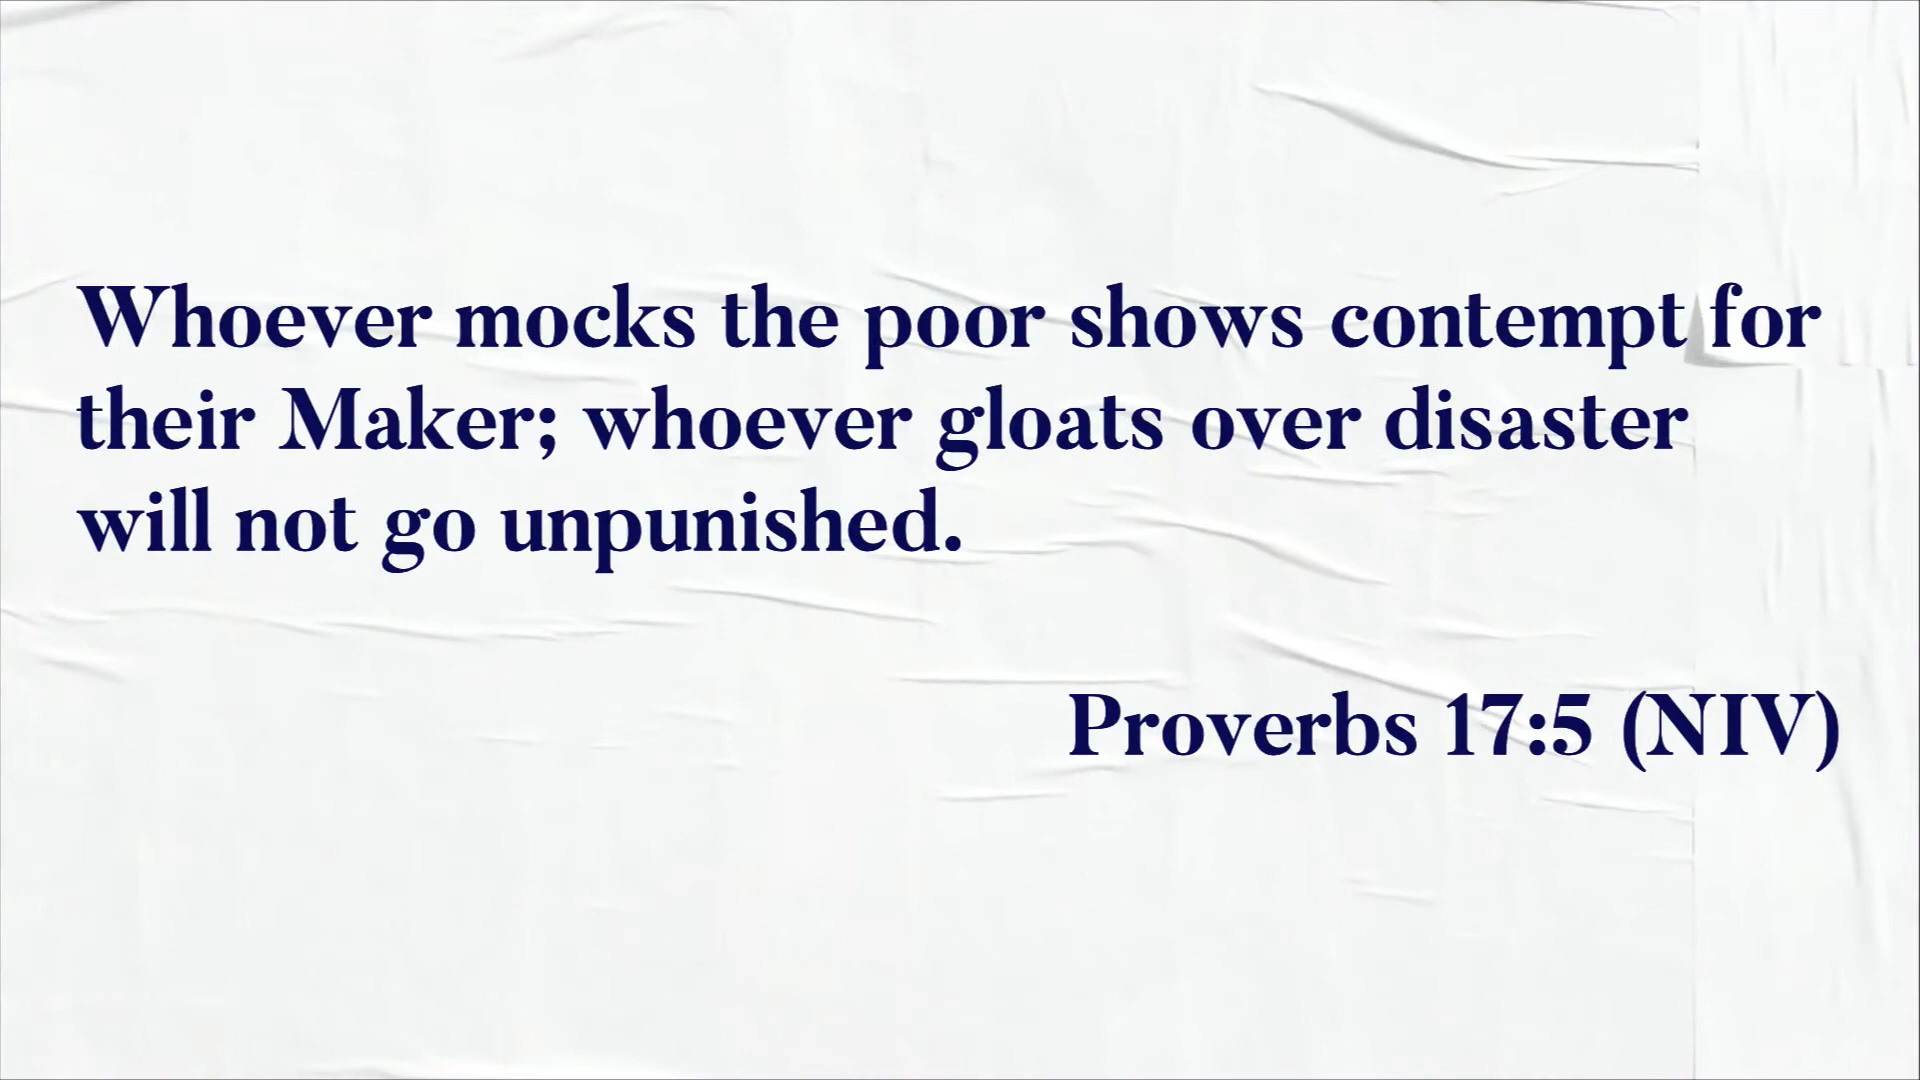 Whoever mocks the poor shows contempt for
their Maker; whoever gloats over disaster
will not go unpunished.
Proverbs 17:5 (NIV)